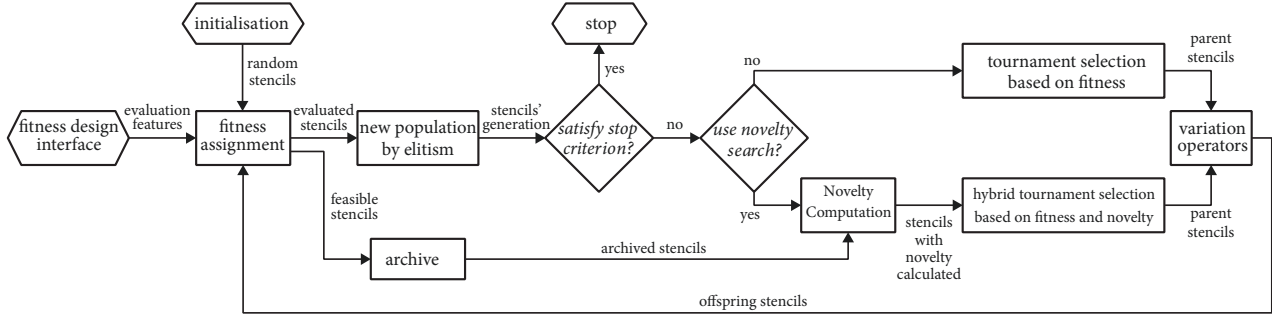 initialisation
random
stencils
fitness design
interface
evaluation
features
fitness
assignment
evaluated
stencils
new population
by elitism
stencils'
generation
feasible
stencils
archive
archived stencils
stop
yes
satisfy stop
criterion?
no
use novelty
search?
no
yes
tournament selection
based on fitness
parent
stencils
Novelty
Computation
stencils
with
novelty
calculated
hybrid tournament selection
based on fitness and novelty
parent
stencils
variation
operators
offspring stencils